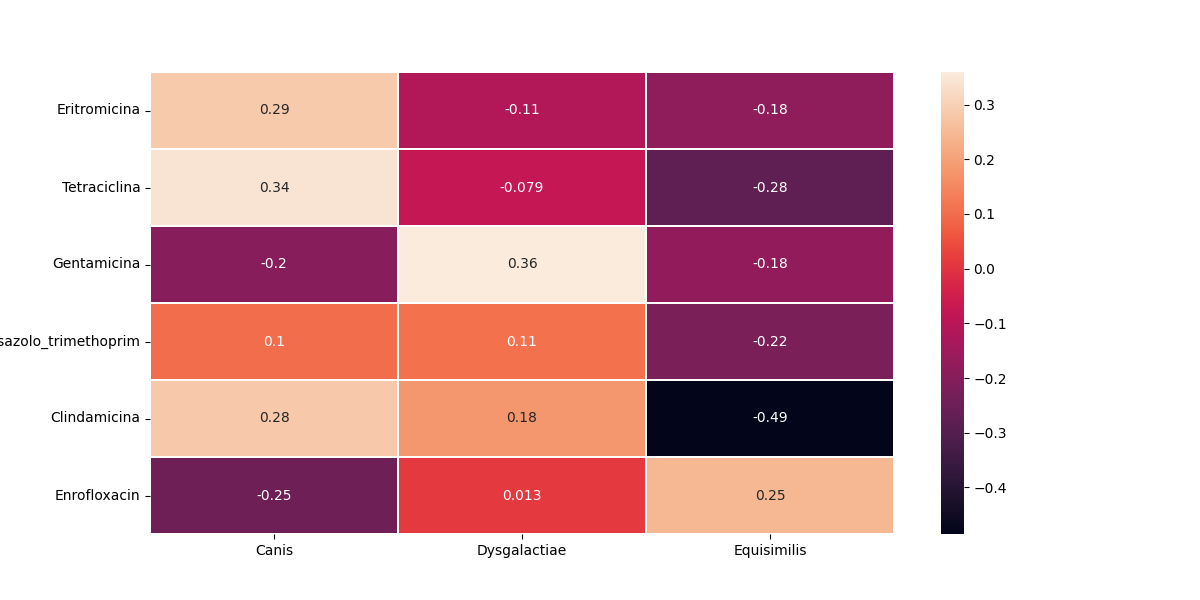 Eritromicina 0.29 -0.11 -0.18
Tetraciclina 0.34 -0.079 -0.28
Gentamicina -0.2 0.36 -0.18
sazolo_trimethoprim 0.1 0.11 -0.22
Clindamicina 0.28 0.18 -0.49
Enrofloxacin -0.25 0.013 0.25
Canis Dysgalactiae Equisimilis
0.3
0.2
0.1
0.0
−0.1
−0.2
−0.3
−0.4